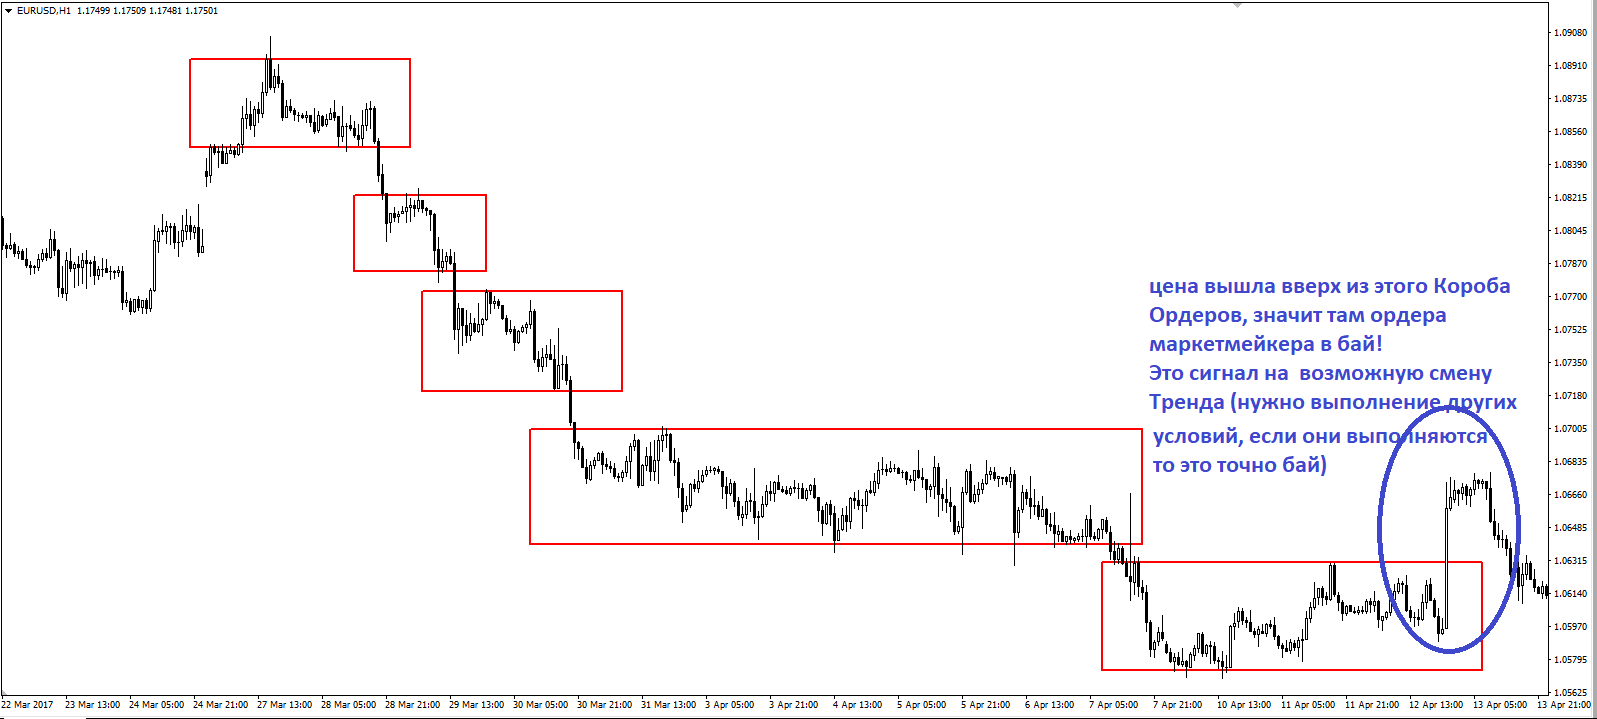 EURUSD,H1 1.17499 1.17509 1.17481 1.17501
1.09080
1.08910
1.08735
1.08560
1.08390
1.08215
1.08045
1.07870
1.07700
1.07525
1.07350
1.07180
1.07005
1.06835
1.06660
1.06485
1.06315
1.06140
1.05970
1.05795
1.05625
цена вышла вверх из этого Короба
Ордеров, значит там ордера
маркетмейкера в бай!
Это сигнал на возможную смену
Тренда (нужно выполнение других
условий, если они выполняются
то это точно бай)
22 Mar 2017 23 Mar 13:00 24 Mar 05:00 24 Mar 21:00 27 Mar 13:00 28 Mar 05:00 28 Mar 21:00 29 Mar 13:00 30 Mar 05:00 30 Mar 21:00 31 Mar 13:00 3 Apr 05:00 3 Apr 21:00 4 Apr 13:00 5 Apr 05:00 5 Apr 21:00 6 Apr 13:00 7 Apr 05:00 7 Apr 21:00 10 Apr 13:00 11 Apr 05:00 11 Apr 21:00 12 Apr 13:00 13 Apr 05:00 13 Apr 21:00